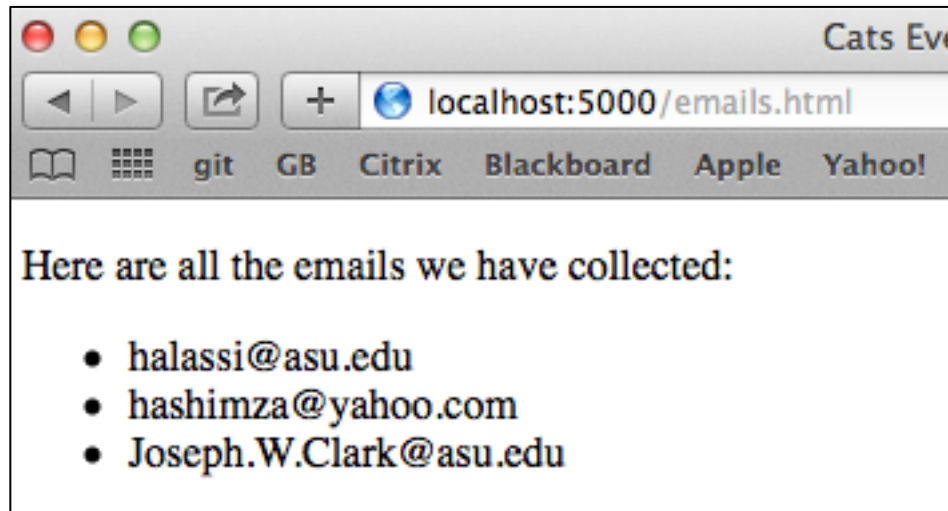 Cats
localhost:5000/emails.html
git GB Citrix Blackboard Apple Yahoo!
Here are all the emails we have collected:
• halassi@asu.edu
• hashimza@yahoo.com
• Joseph.W.Clark@asu.edu